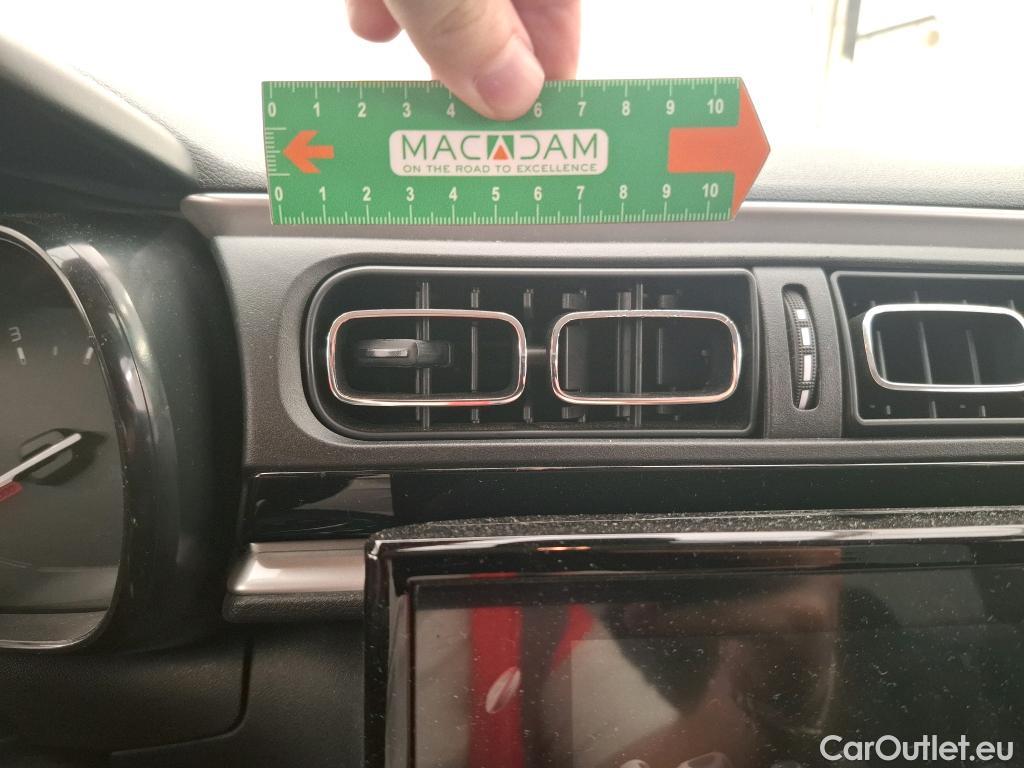 0 1 2 3 4 6 7 8 9 10
MACADAM
ON THE ROAD TO EXCELLENCE
0 1 2 3 4 5 6 7 8 9 10
CarOutlet.eu